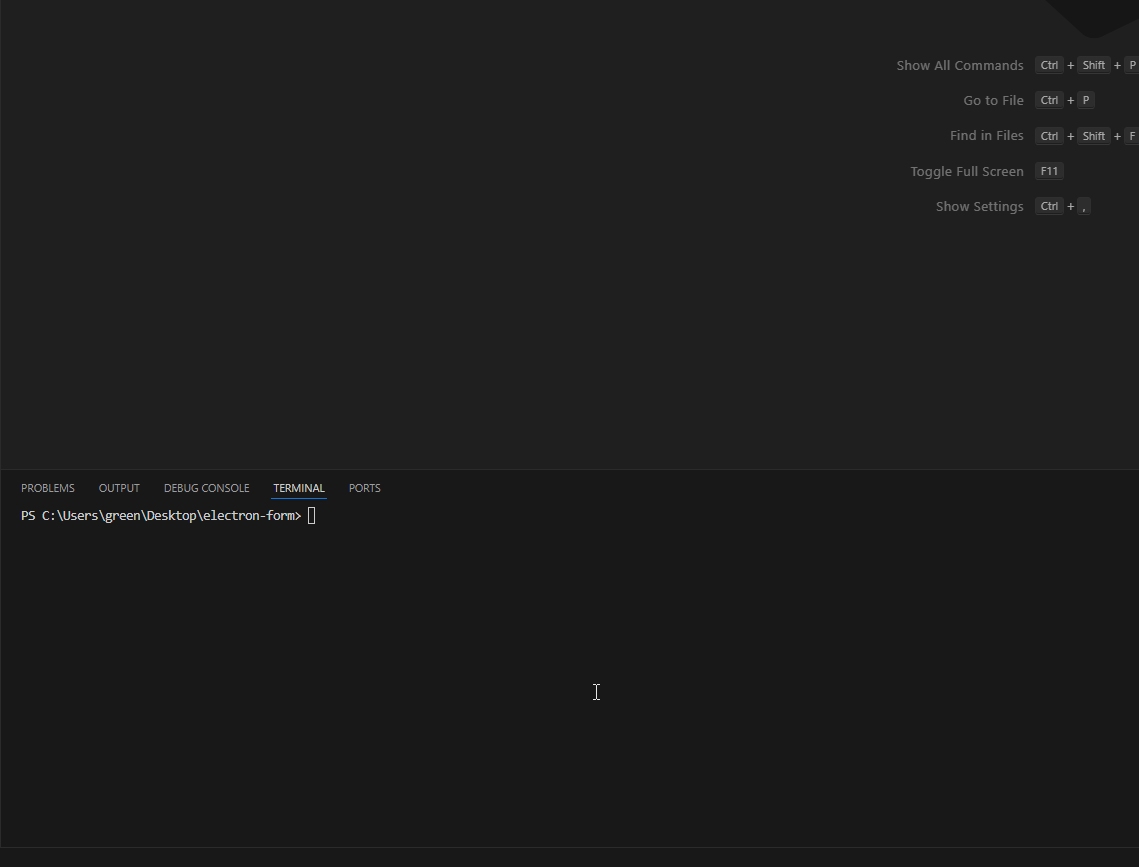 Show All Commands Ctrl + Shift + P
Go to File Ctrl + P
Find in Files Ctrl + Shift + F
Toggle Full Screen F11
Show Settings Ctrl + ,
PROBLEMS OUTPUT DEBUG CONSOLE TERMINAL PORTS
PS C:\Users\green\Desktop\electron-form>